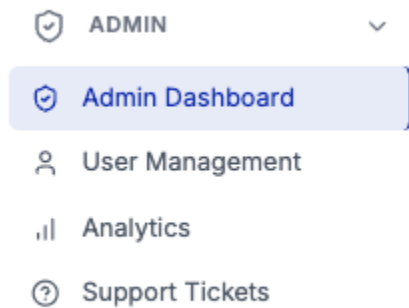 ADMIN
Admin Dashboard
User Management
Analytics
Support Tickets